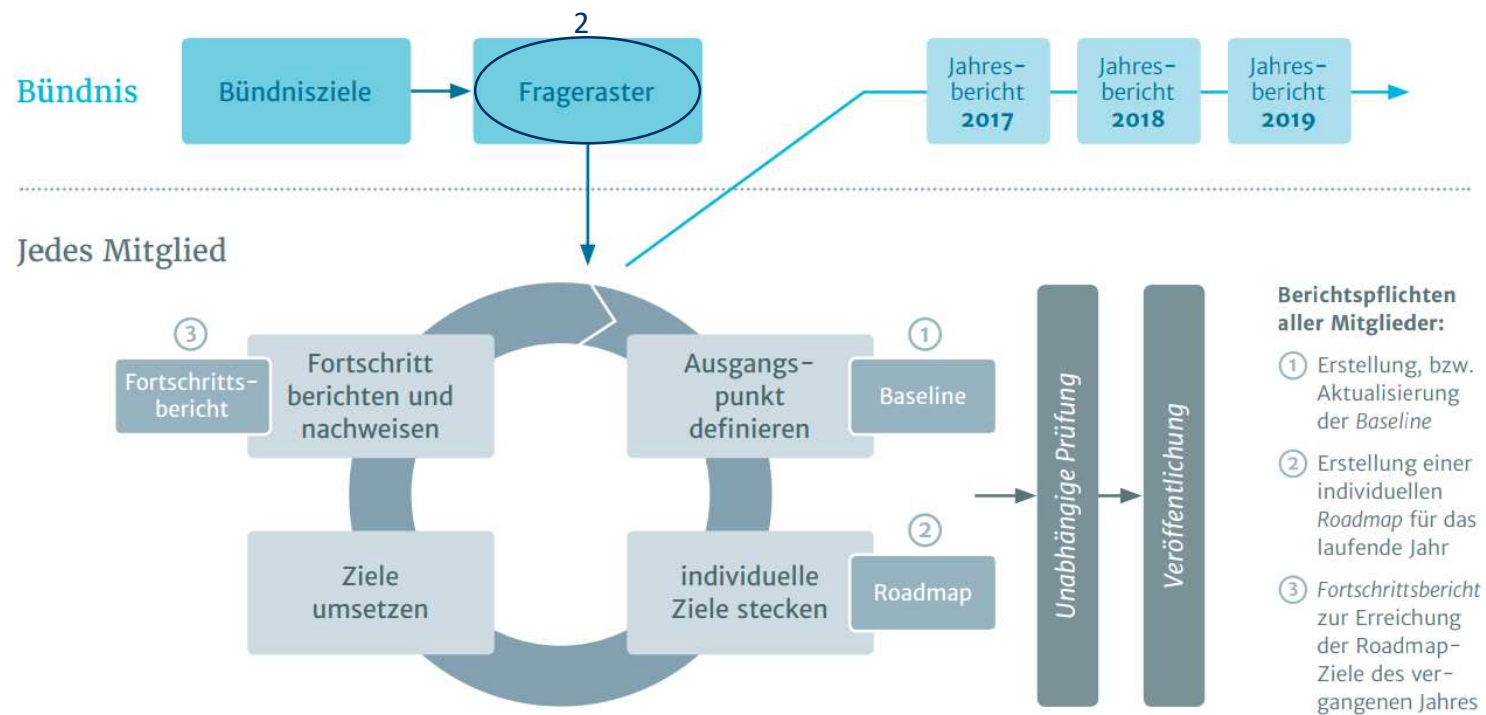 2
Bündnis
Bündnisziele
Frageraster
Jahres-
bericht
2017
Jahres-
bericht
2018
Jahres-
bericht
2019
Jedes Mitglied
3
Fortschritts-
bericht
Fortschritt
berichten und
nachweisen
Ausgangs-
punkt
definieren
1
Baseline
Ziele
umsetzen
individuelle
Ziele stecken
2
Roadmap
Unabhängige Prüfung
Veröffentlichung
Berichtspflichten
aller Mitglieder:
1 Erstellung, bzw.
Aktualisierung
der Baseline
2 Erstellung einer
individuellen
Roadmap für das
laufende Jahr
3 Fortschrittsbericht
zur Erreichung
der Roadmap-
Ziele des ver-
gangenen Jahres